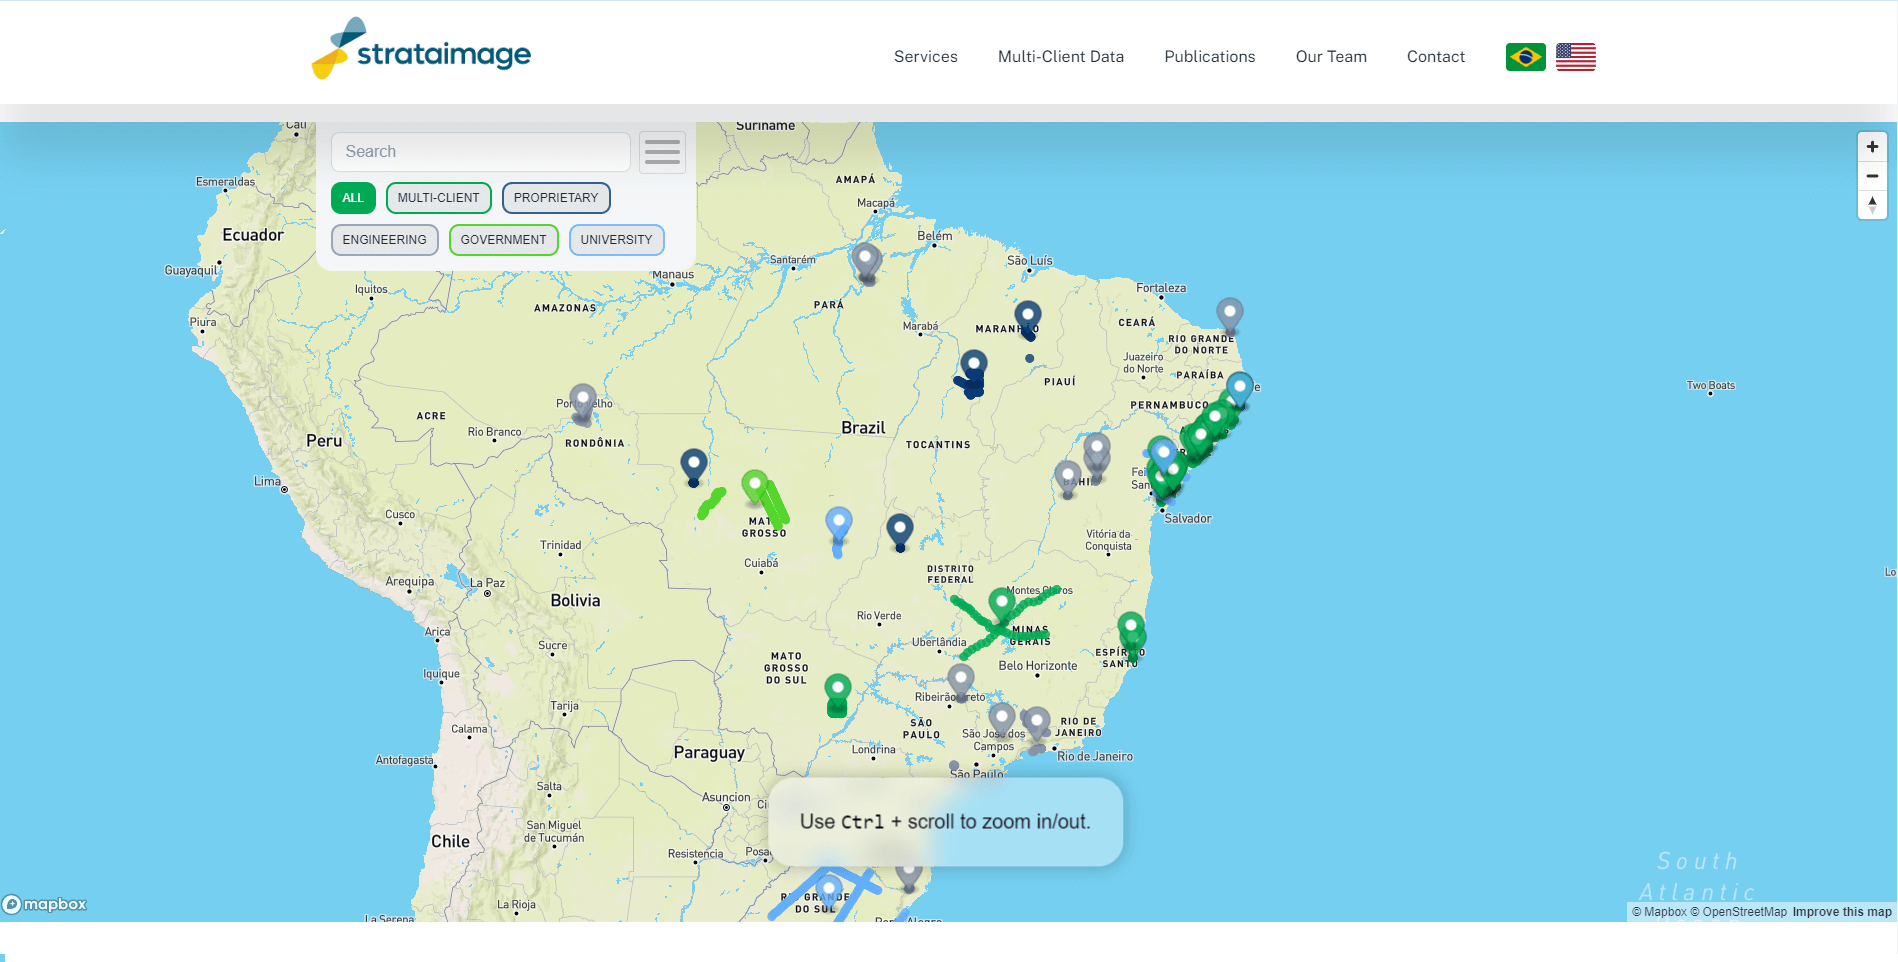 strataimage
Services
Multi-Client Data
Publications
Our Team
Contact
Search
ALL
MULTI-CLIENT
PROPRIETARY
ENGINEERING
GOVERNMENT
UNIVERSITY
Cali
Suriname
Esmeraldas
AMAPÁ
Macapá
Ecuador
Belém
Guayaquil
Santarém
São Luís
Manaus
Iquitos
Fortaleza
AMAZONAS
PARÁ
Piura
Marabá
MARANHÃO
CEARÁ
RIO GRANDE
DO NORTE
Juazeiro
do Norte
PARAÍBA
PIAUÍ
Two Boats
Porto Velho
PERNAMBUCO
ACRE
Brazil
Rio Branco
Peru
RONDÔNIA
TOCANTINS
Lima
BAHIA
Cusco
MATO
GROSSO
Salvador
Trinidad
Vitória da
Conquista
Cuiabá
DISTRITO
FEDERAL
Arequipa
La Paz
Bolivia
Montes Claros
Rio Verde
Arica
MINAS
GERAIS
Sucre
Uberlândia
MATO
GROSSO
DO SUL
ESPÍRITO
SANTO
Belo Horizonte
Iquique
Ribeirão Preto
Tarija
SÃO
PAULO
RIO DE
JANEIRO
Calama
São José dos
Campos
Paraguay
Londrina
Rio de Janeiro
Antofagasta
São Paulo
Salta
Asuncion
Use Ctrl + scroll to zoom in/out.
San Miguel
de Tucumán
Chile
Resistencia
South
Atlantic
RIO GRANDE
DO SUL
La Rioja
La Serena
Porto Alegre
mapbox
© Mapbox © OpenStreetMap Improve this map